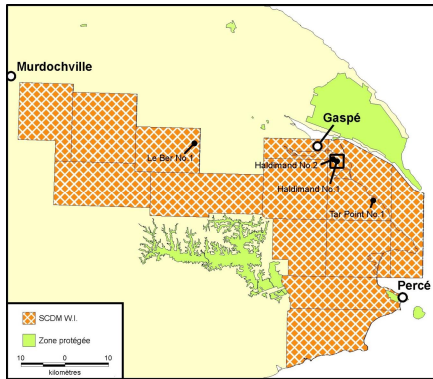 Murdochville
Gaspé
Le Ber No.1
Haldimand No.2
Haldimand No.1
Tar Point No.1
Percé
SCDM W.I.
Zone protégée
10 0 10
kilomètres